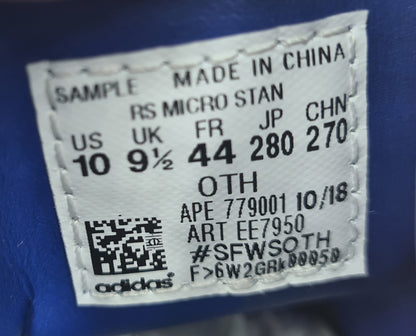 SAMPLE MADE IN CHINA
RS MICRO STAN
US UK FR JP CHN
10 9½ 44 280 270
OTH
APE 779001 10/18
ART EE7950
#SFWSOTH
adidas